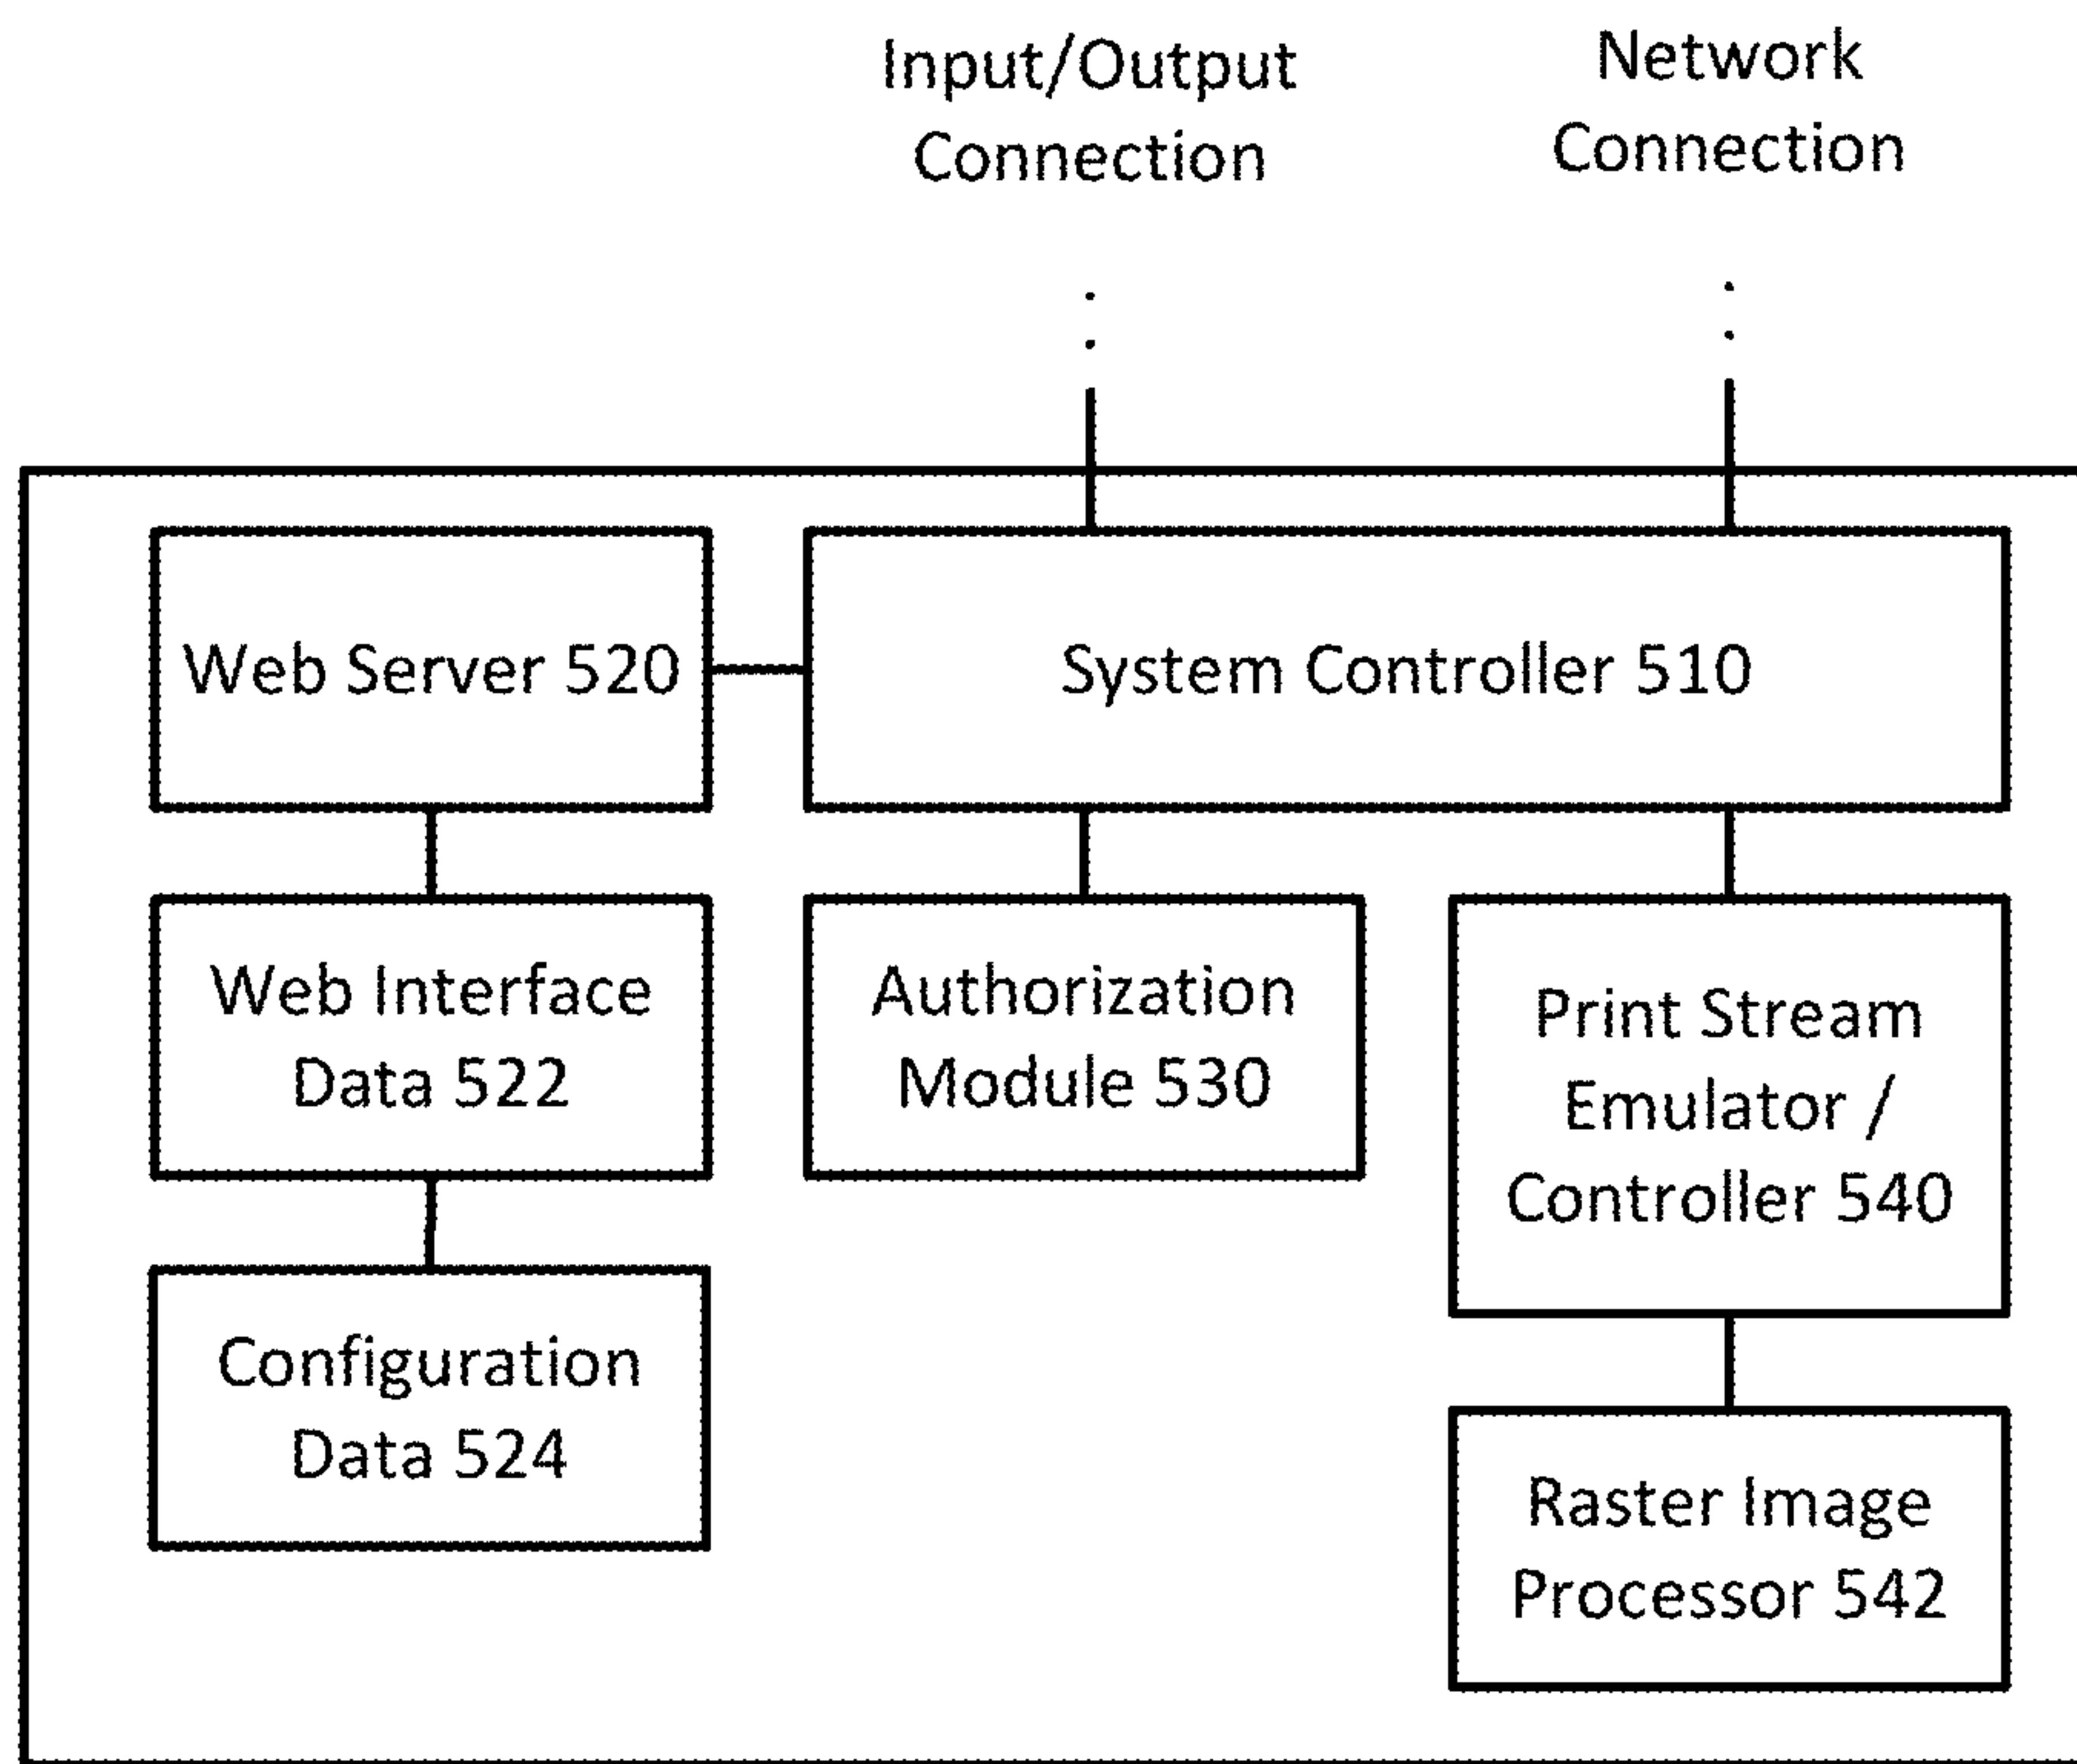 Input/Output
Connection
Network
Connection
Web Server 520
System Controller 510
Web Interface
Data 522
Authorization
Module 530
Print Stream
Emulator /
Controller 540
Configuration
Data 524
Raster Image
Processor 542